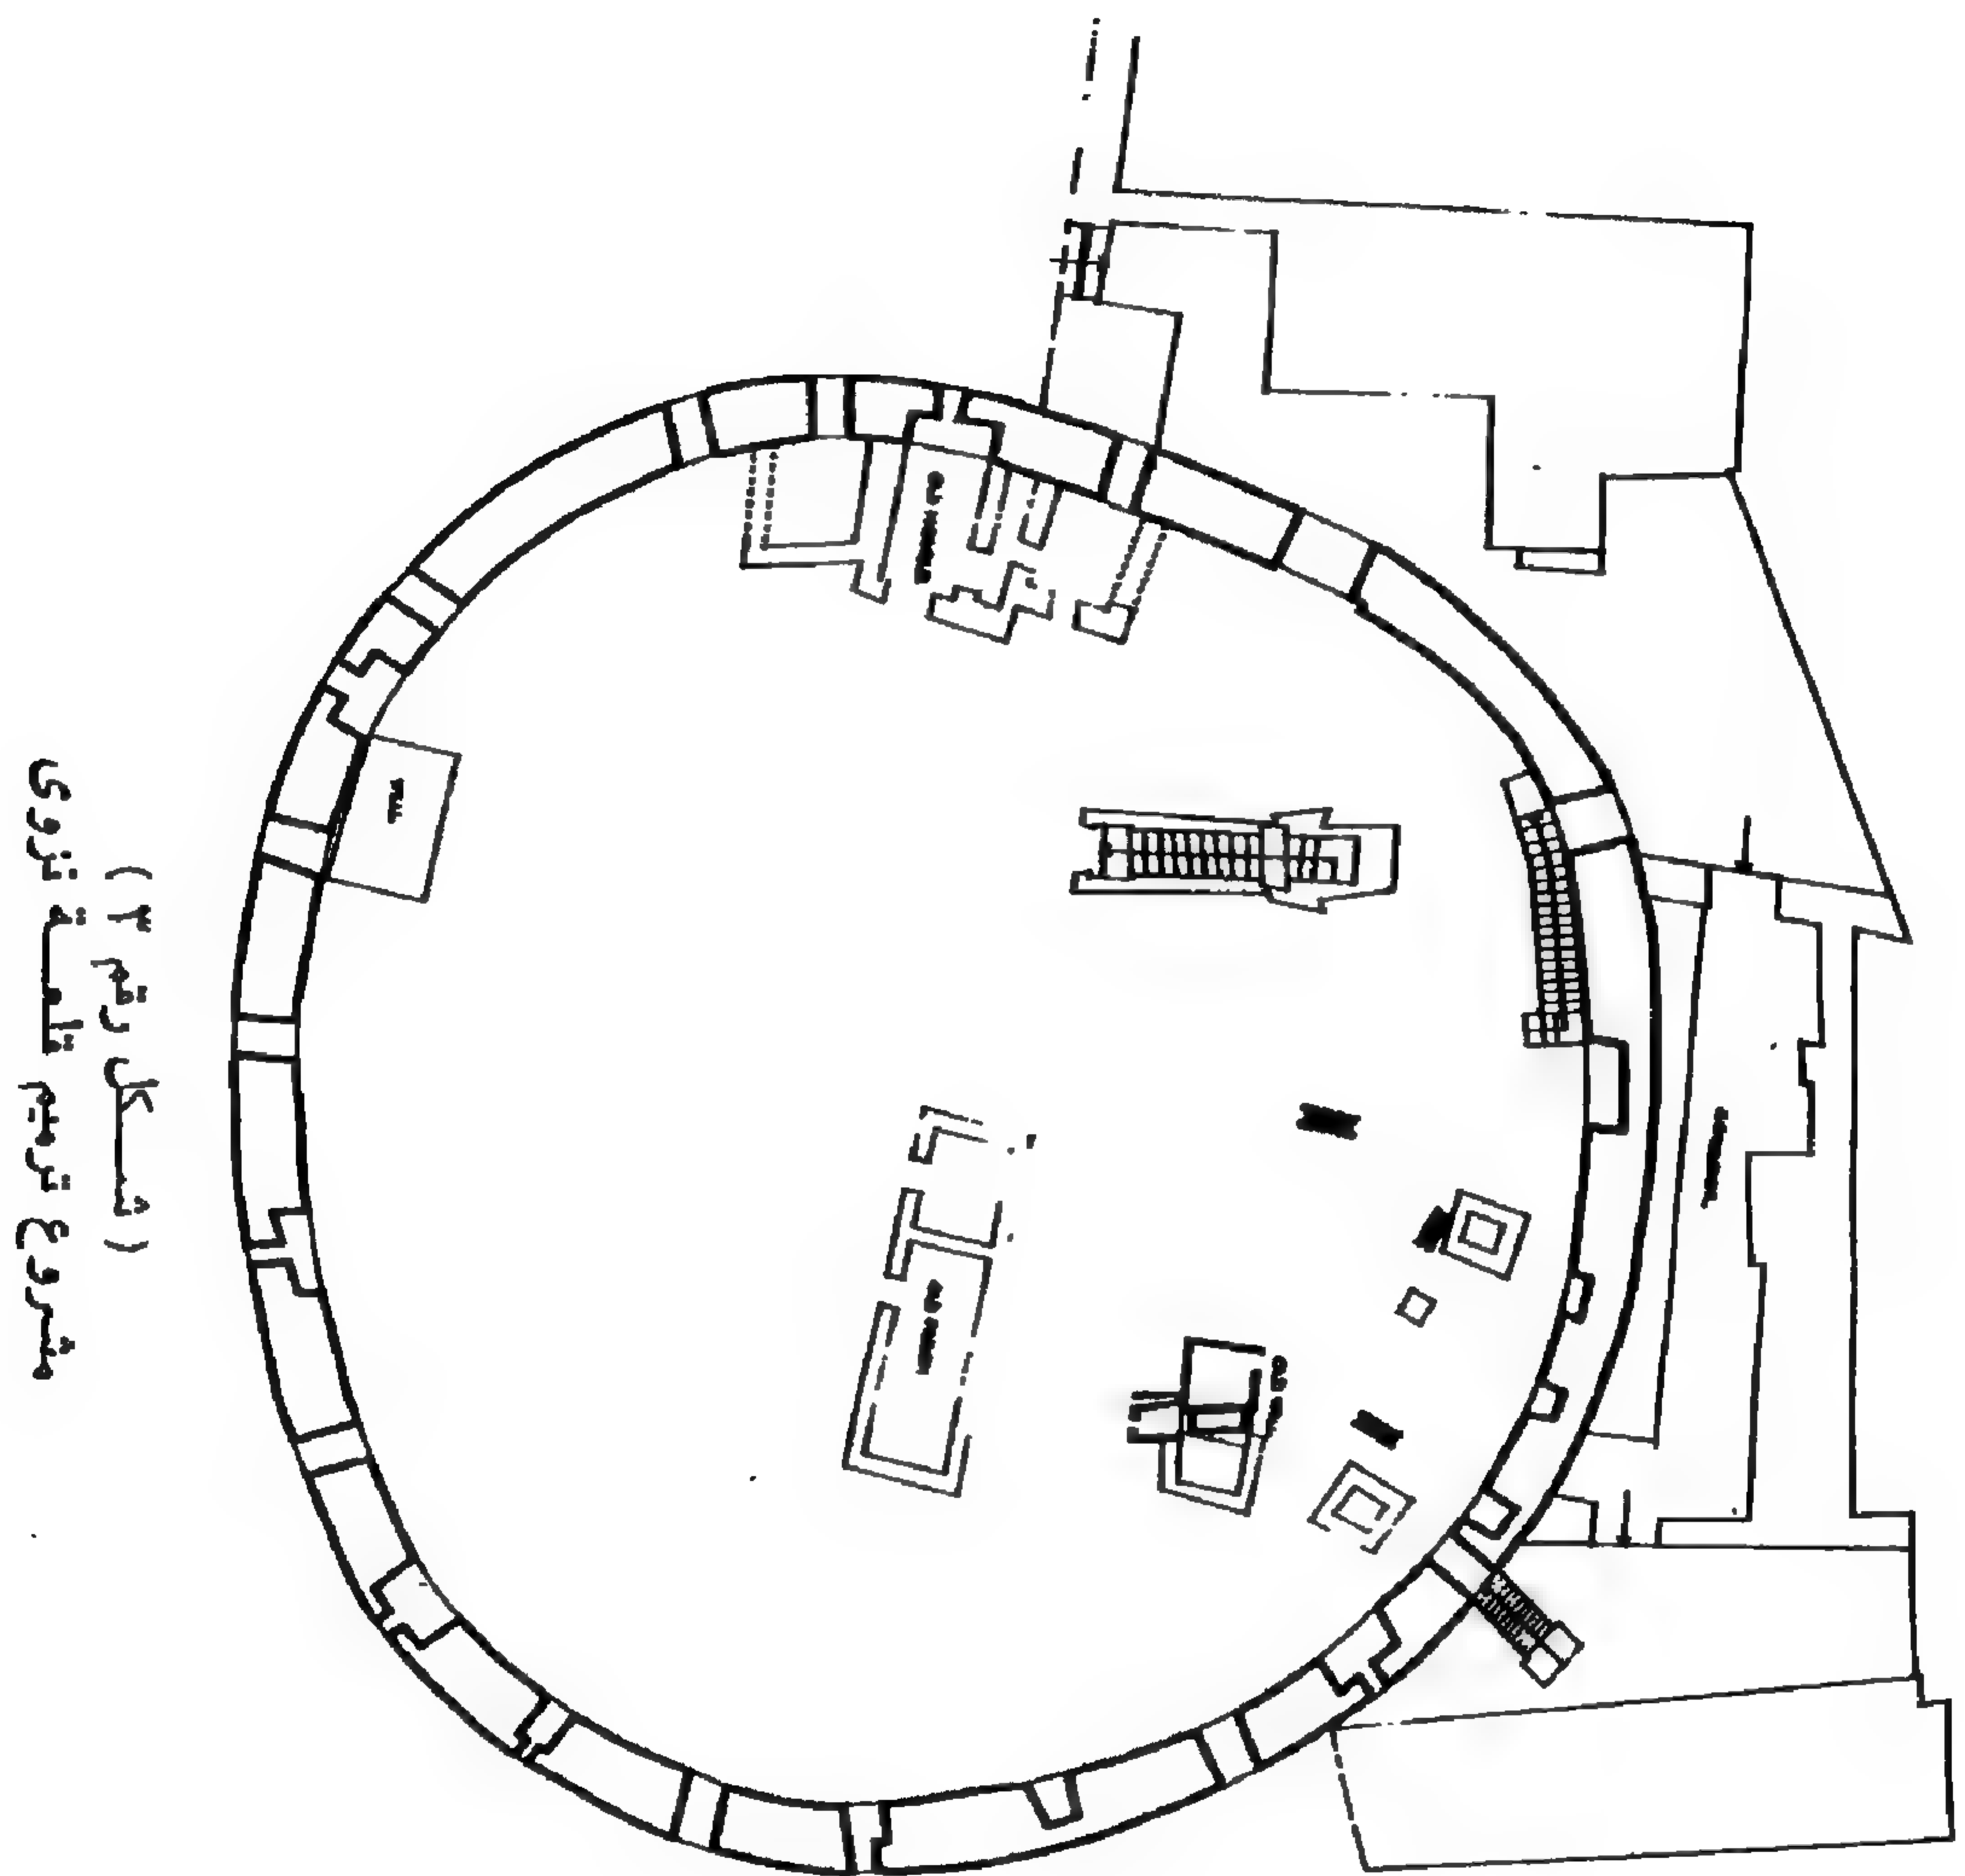 ( شكل رقم ٣ )
مشروع ترميم قلعة نزوى